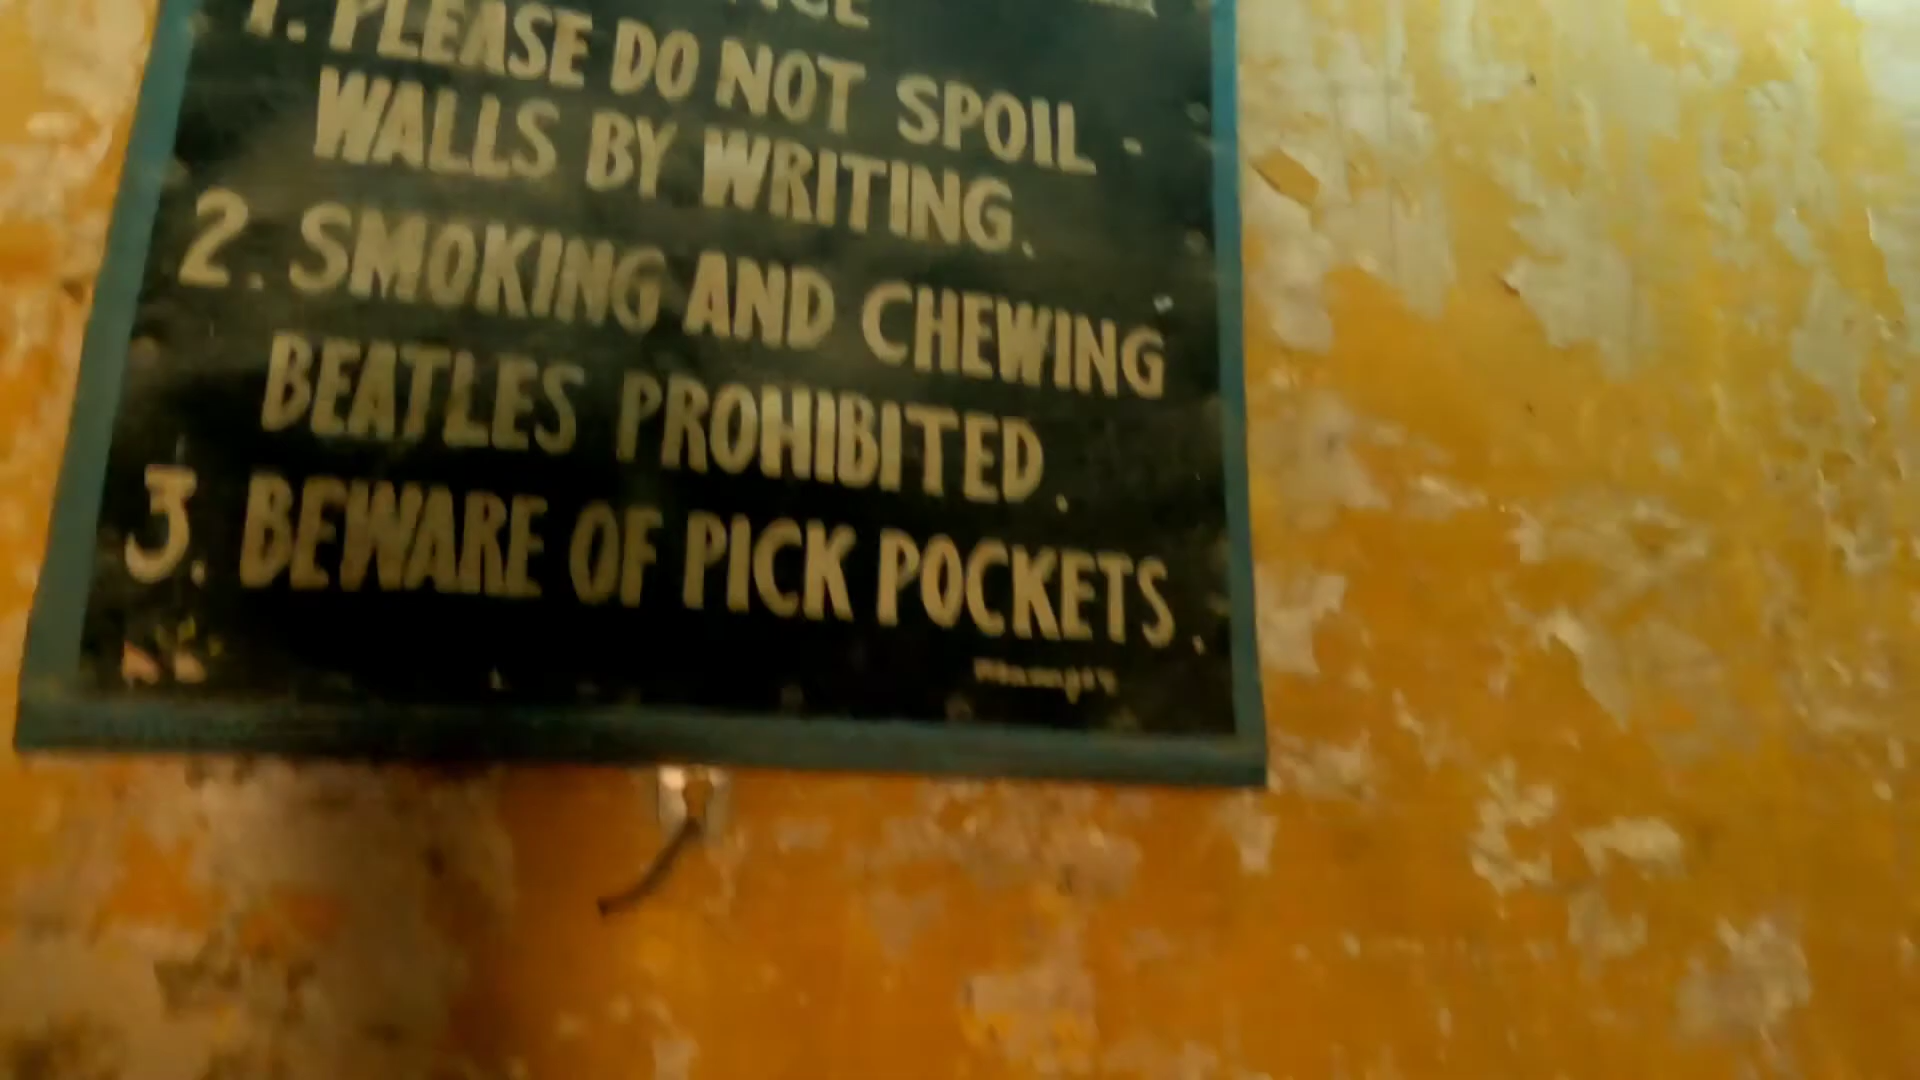 1. PLEASE DO NOT SPOIL -
WALLS BY WRITING.
2. SMOKING AND CHEWING
BEATLES PROHIBITED.
3. BEWARE OF PICK POCKETS.